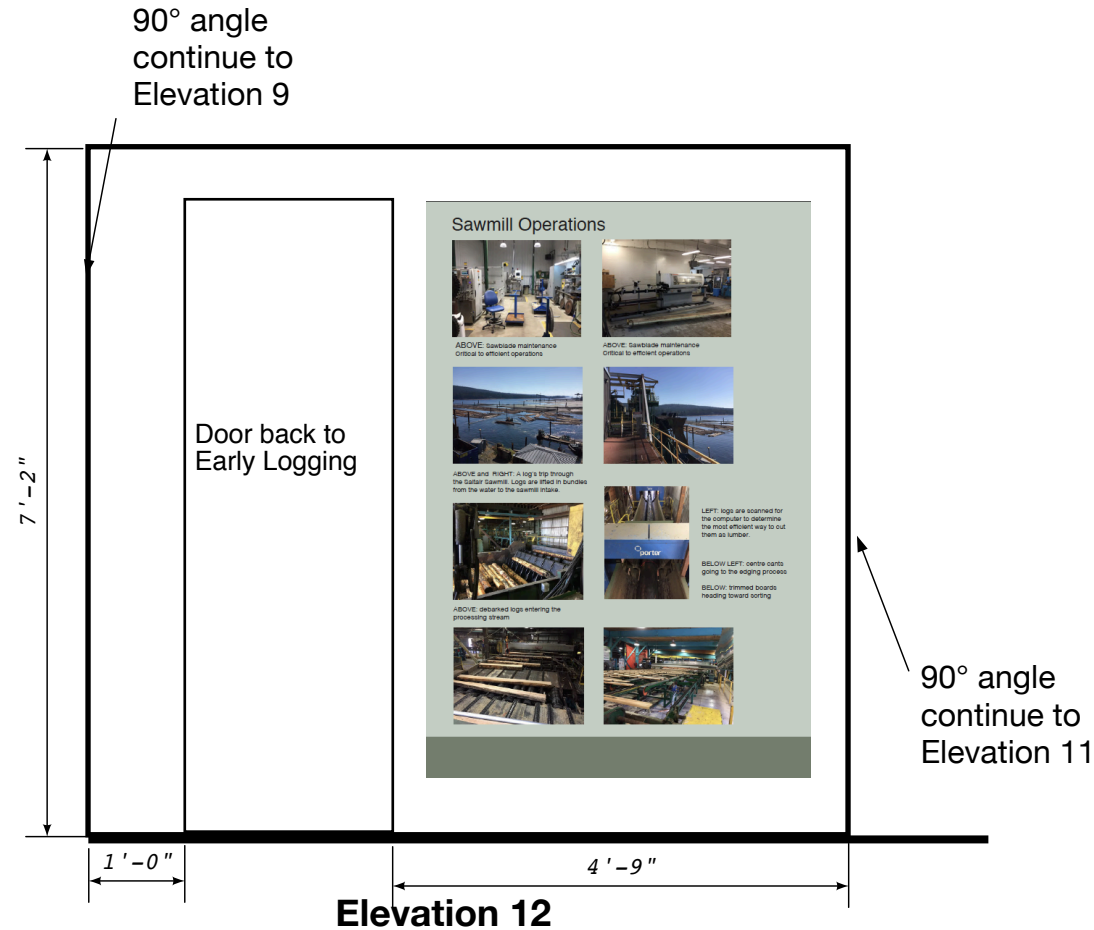 90° angle
continue to
Elevation 9
7'-2"
Door back to
Early Logging
Sawmill Operations
ABOVE: Sawblade maintenance
Critical to efficient operations
ABOVE: Sawblade maintenance
Critical to efficient operations
ABOVE and RIGHT: A log's trip through
the Saltair Sawmill. Logs are lifted in bundles
from the water to the sawmill intake.
porter
LEFT: logs are scanned for
the computer to determine
the most efficient way to cut
them as lumber.
BELOW LEFT: centre cants
going to the edging process
BELOW: trimmed boards
heading toward sorting
ABOVE: debarked logs entering the
processing stream
90° angle
continue to
Elevation 11
1'-0"
4'-9"
Elevation 12